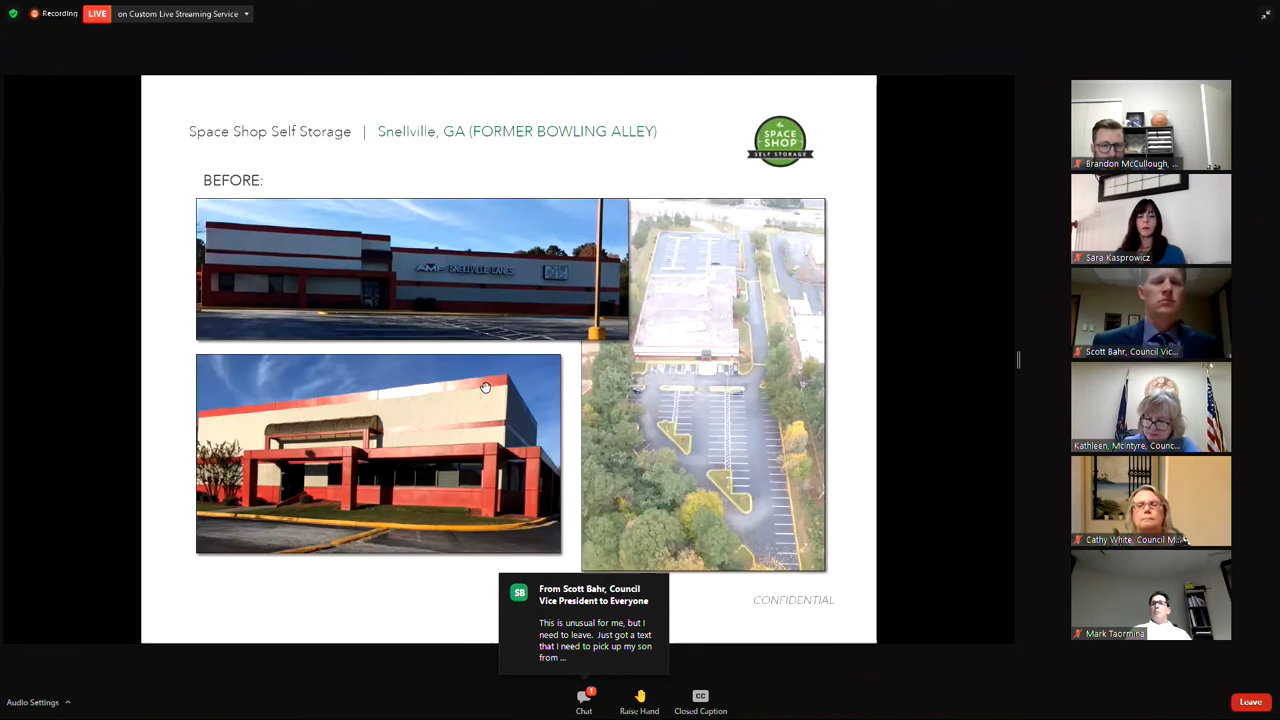 Recording
LIVE
on Custom Live Streaming Service
Space Shop Self Storage | Snellville, GA (FORMER BOWLING ALLEY)
the
SPACE
SHOP
SELF STORAGE
BEFORE:
AMF SNELLVILLE LANES
CONFIDENTIAL
Brandon McCullough, ...
Sara Kasprowicz
Scott Bahr, Council Vic...
Kathleen, McIntyre, Counc...
Cathy White, Council M...
Mark Taormina
SB
From Scott Bahr, Council
Vice President to Everyone
This is unusual for me, but I
need to leave. Just got a text
that I need to pick up my son
from ...
Audio Settings
1
Chat
Raise Hand
CC
Closed Caption
Leave